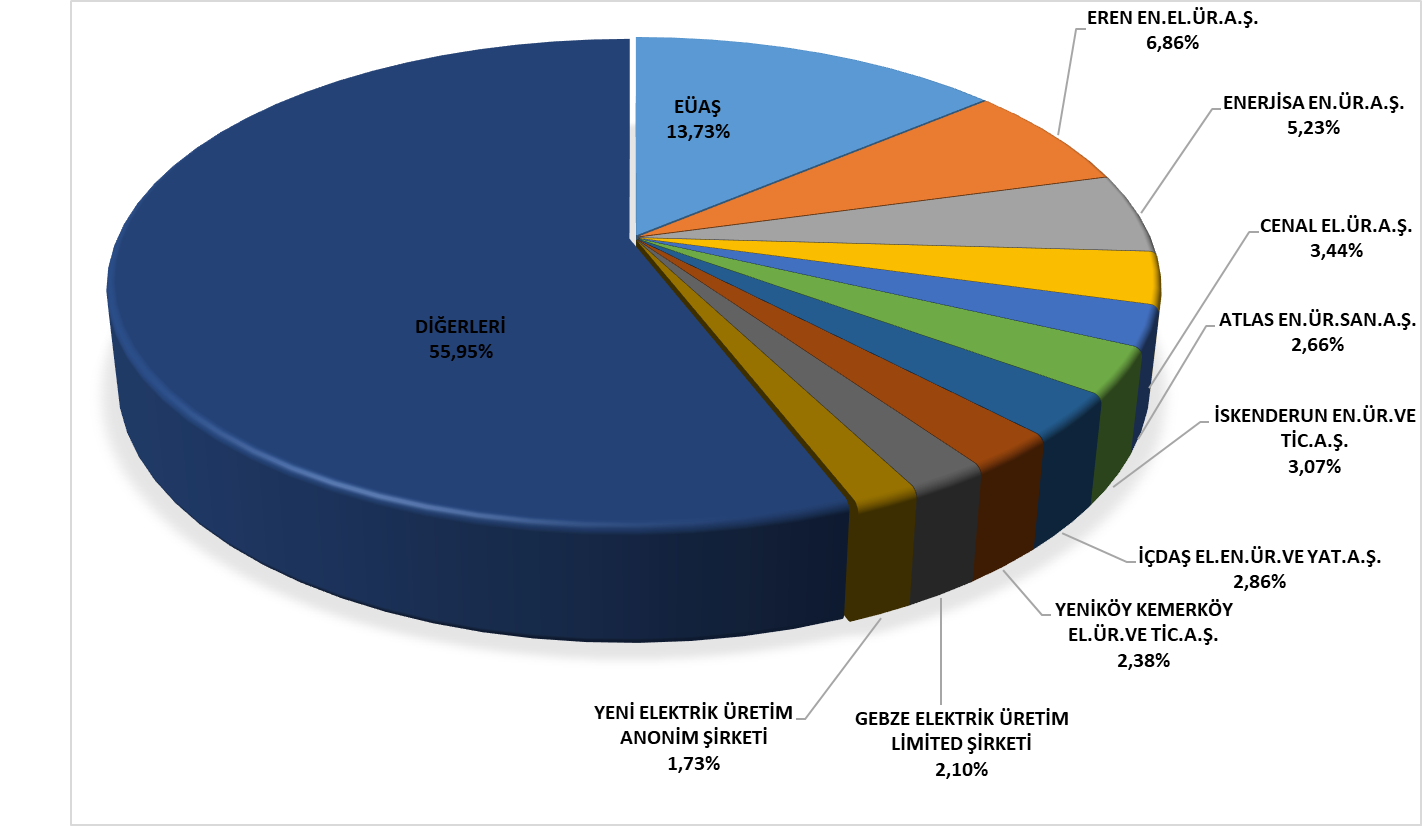 EREN EN.EL.ÜR.A.Ş.
6,86%
EÜAŞ
13,73%
ENERJİSA EN.ÜR.A.Ş.
5,23%
CENAL EL.ÜR.A.Ş.
3,44%
ATLAS EN.ÜR.SAN.A.Ş.
2,66%
DİĞERLERİ
55,95%
İSKENDERUN EN.ÜR.VE
TİC.A.Ş.
3,07%
İÇDAŞ EL.EN.ÜR.VE YAT.A.Ş.
2,86%
YENİKÖY KEMERKÖY
EL.ÜR.VE TİC.A.Ş.
2,38%
GEBZE ELEKTRİK ÜRETİM
LİMİTED ŞİRKETİ
2,10%
YENİ ELEKTRİK ÜRETİM
ANONİM ŞİRKETİ
1,73%